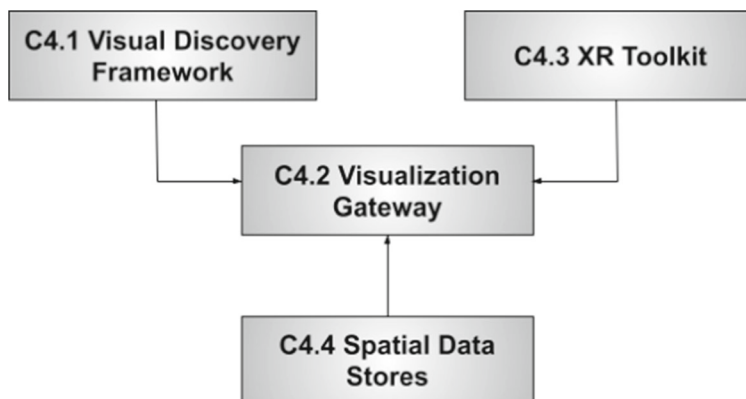 C4.1 Visual Discovery
Framework
C4.3 XR Toolkit
C4.2 Visualization
Gateway
C4.4 Spatial Data
Stores